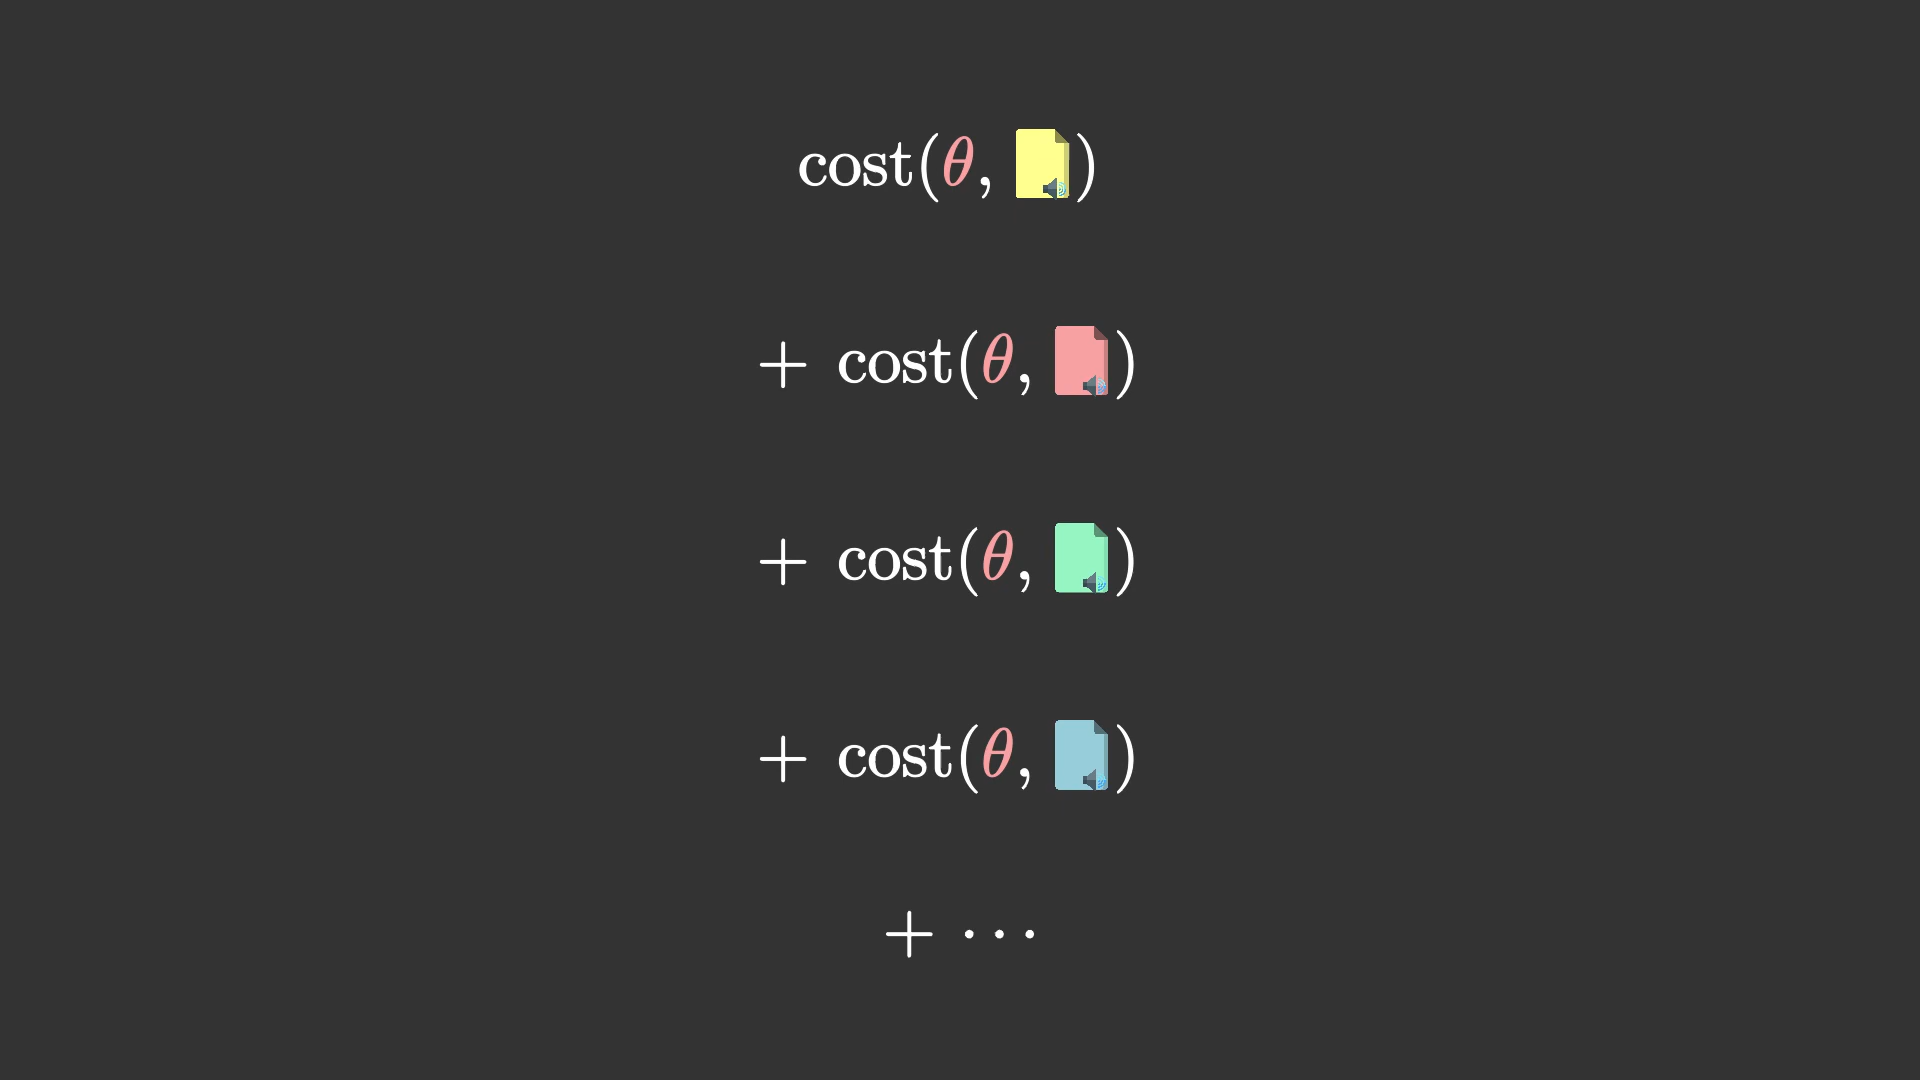 cost(θ, )
+ cost(θ, )
+ cost(θ, )
+ cost(θ, )
+ ···